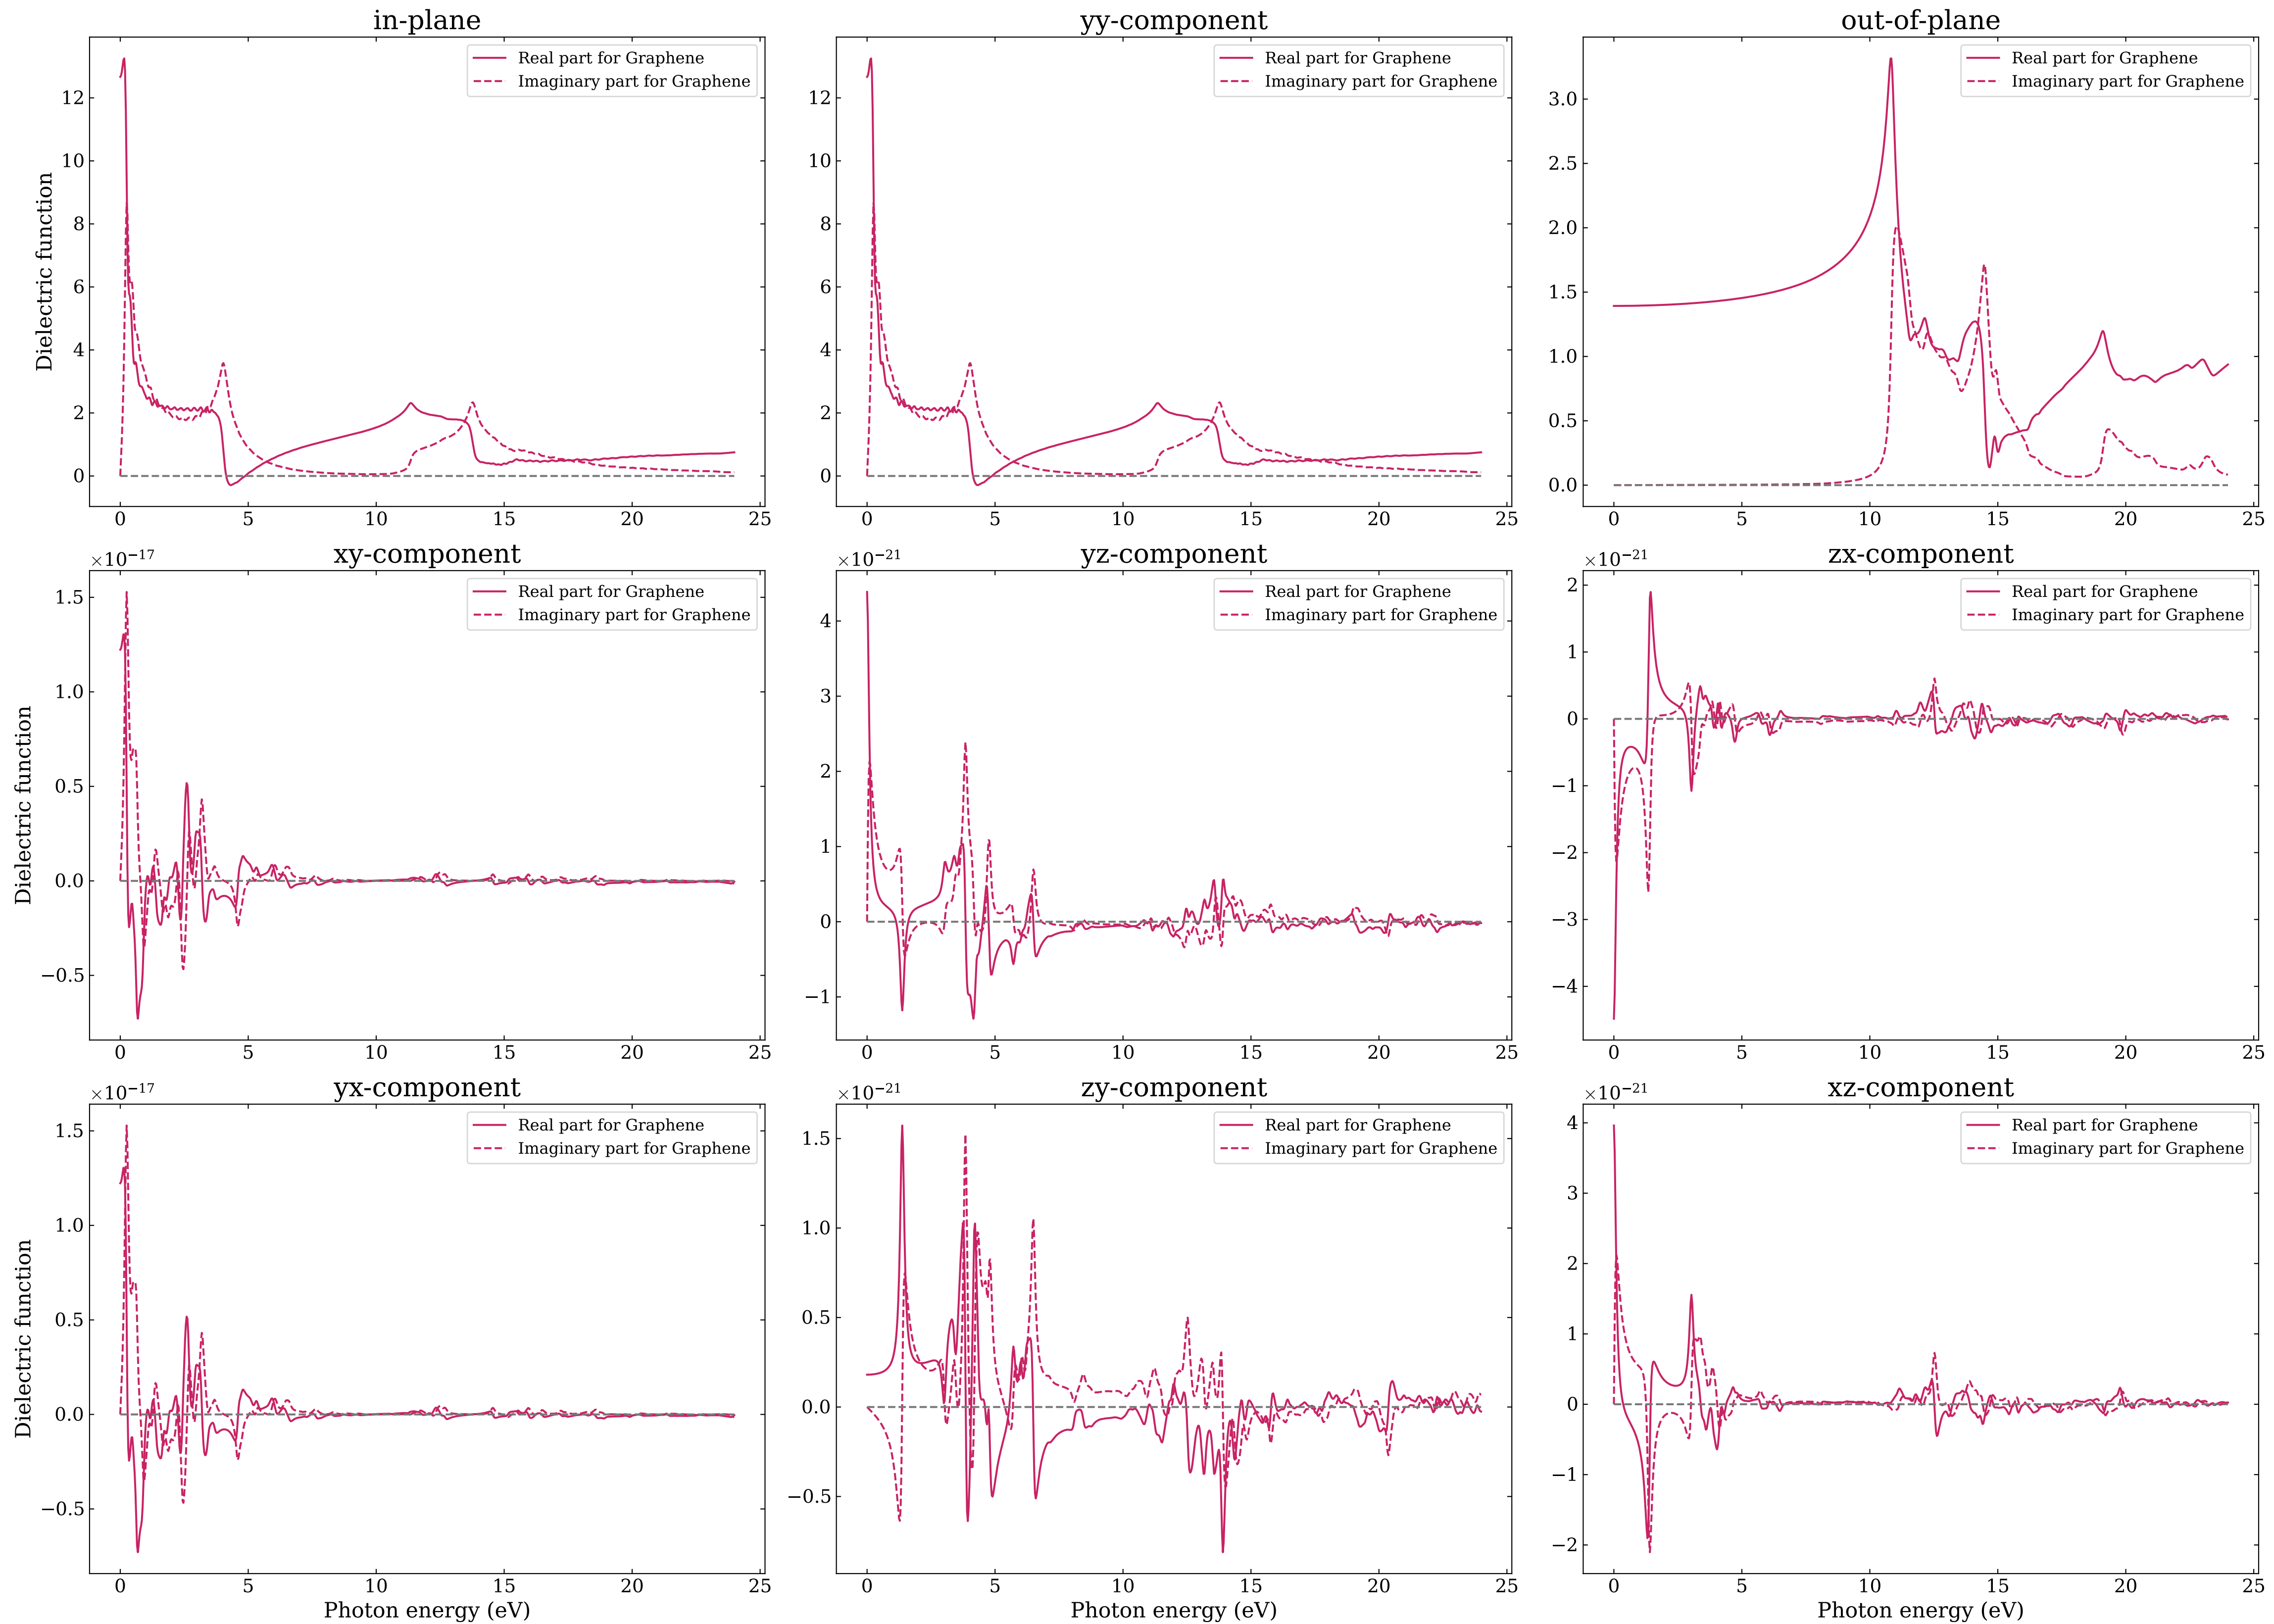 in-plane
yy-component
out-of-plane
Real part for Graphene
Imaginary part for Graphene
Real part for Graphene
Imaginary part for Graphene
Real part for Graphene
Imaginary part for Graphene
Dielectric function
12
10
8
6
4
2
0
0 5 10 15 20 25
12
10
8
6
4
2
0
0 5 10 15 20 25
3.0
2.5
2.0
1.5
1.0
0.5
0.0
0 5 10 15 20 25
xy-component
yz-component
zx-component
×10⁻¹⁷
×10⁻²¹
×10⁻²¹
Real part for Graphene
Imaginary part for Graphene
Real part for Graphene
Imaginary part for Graphene
Real part for Graphene
Imaginary part for Graphene
Dielectric function
1.5
1.0
0.5
0.0
−0.5
0 5 10 15 20 25
4
3
2
1
0
−1
0 5 10 15 20 25
2
1
0
−1
−2
−3
−4
0 5 10 15 20 25
yx-component
zy-component
xz-component
×10⁻¹⁷
×10⁻²¹
×10⁻²¹
Real part for Graphene
Imaginary part for Graphene
Real part for Graphene
Imaginary part for Graphene
Real part for Graphene
Imaginary part for Graphene
Dielectric function
1.5
1.0
0.5
0.0
−0.5
0 5 10 15 20 25
Photon energy (eV)
1.5
1.0
0.5
0.0
−0.5
0 5 10 15 20 25
Photon energy (eV)
4
3
2
1
0
−1
−2
0 5 10 15 20 25
Photon energy (eV)